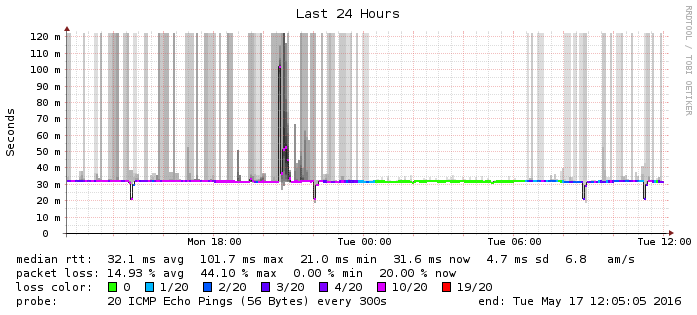 Last 24 Hours
RRDTOOL / TOBI OETIKER
Seconds
120 m
110 m
100 m
90 m
80 m
70 m
60 m
50 m
40 m
30 m
20 m
10 m
0
Mon 18:00 Tue 00:00 Tue 06:00 Tue 12:00
median rtt: 32.1 ms avg 101.7 ms max 21.0 ms min 31.6 ms now 4.7 ms sd 6.8 am/s
packet loss: 14.93 % avg 44.10 % max 0.00 % min 20.00 % now
loss color: 0 1/20 2/20 3/20 4/20 10/20 19/20
probe: 20 ICMP Echo Pings (56 Bytes) every 300s end: Tue May 17 12:05:05 2016